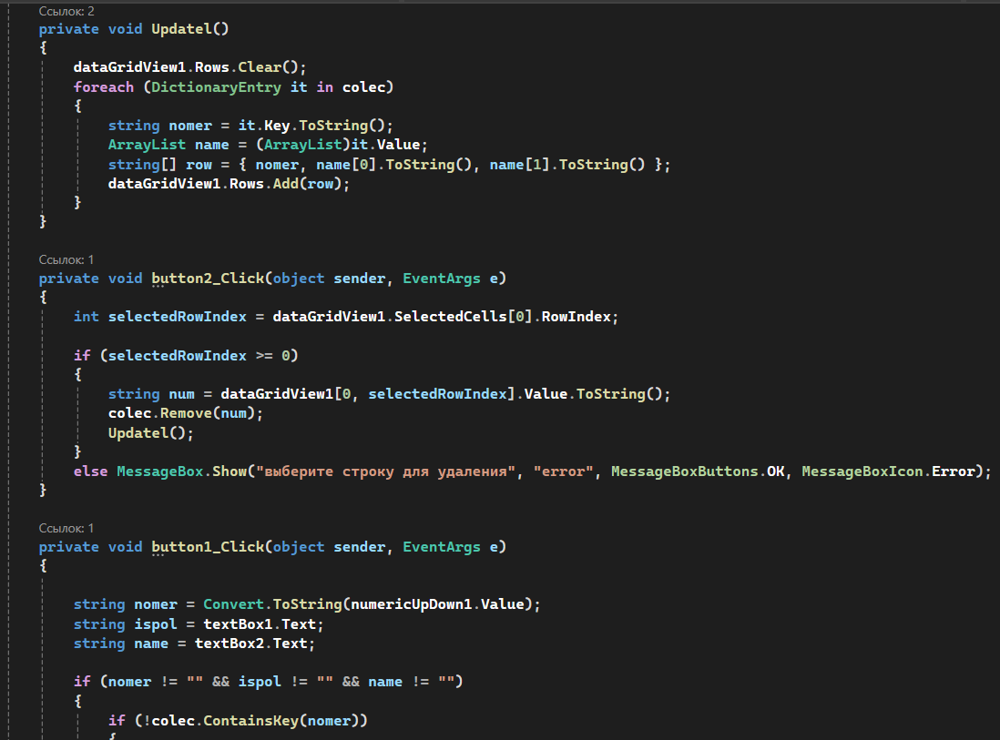 Ссылок: 2
private void Updatel()
{
dataGridView1.Rows.Clear();
foreach (DictionaryEntry it in colec)
{
string nomer = it.Key.ToString();
ArrayList name = (ArrayList)it.Value;
string[] row = { nomer, name[0].ToString(), name[1].ToString() };
dataGridView1.Rows.Add(row);
}
}
Ссылок: 1
private void button2_Click(object sender, EventArgs e)
{
int selectedRowIndex = dataGridView1.SelectedCells[0].RowIndex;
if (selectedRowIndex >= 0)
{
string num = dataGridView1[0, selectedRowIndex].Value.ToString();
colec.Remove(num);
Updatel();
}
else MessageBox.Show("выберите строку для удаления", "error", MessageBoxButtons.OK, MessageBoxIcon.Error);
}
Ссылок: 1
private void button1_Click(object sender, EventArgs e)
{
string nomer = Convert.ToString(numericUpDown1.Value);
string ispol = textBox1.Text;
string name = textBox2.Text;
if (nomer != "" && ispol != "" && name != "")
{
if (!colec.ContainsKey(nomer))
{